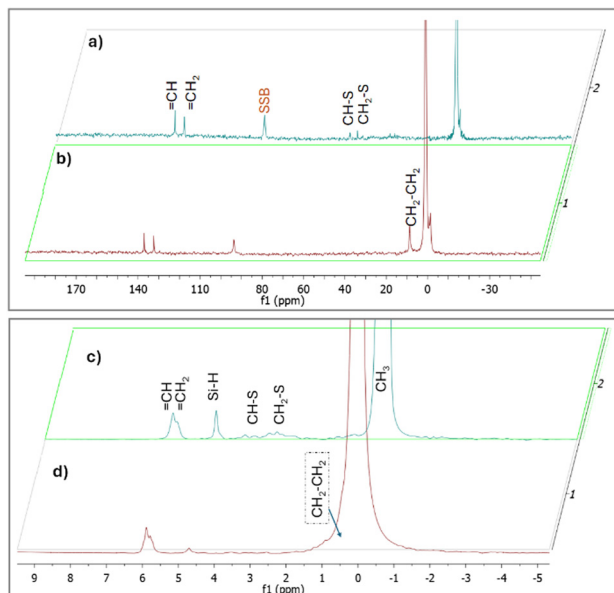 a)
=CH
=CH₂
SSB
CH-S
CH₂-S
2
b)
CH₂-CH₂
1
170 140 110 80 60 40 20 0 -30
f1 (ppm)
c)
=CH
=CH₂
Si-H
CH-S
CH₂-S
CH₃
2
d)
CH₂-CH₂
1
9 8 7 6 5 4 3 2 1 0 -1 -2 -3 -4 -5
f1 (ppm)